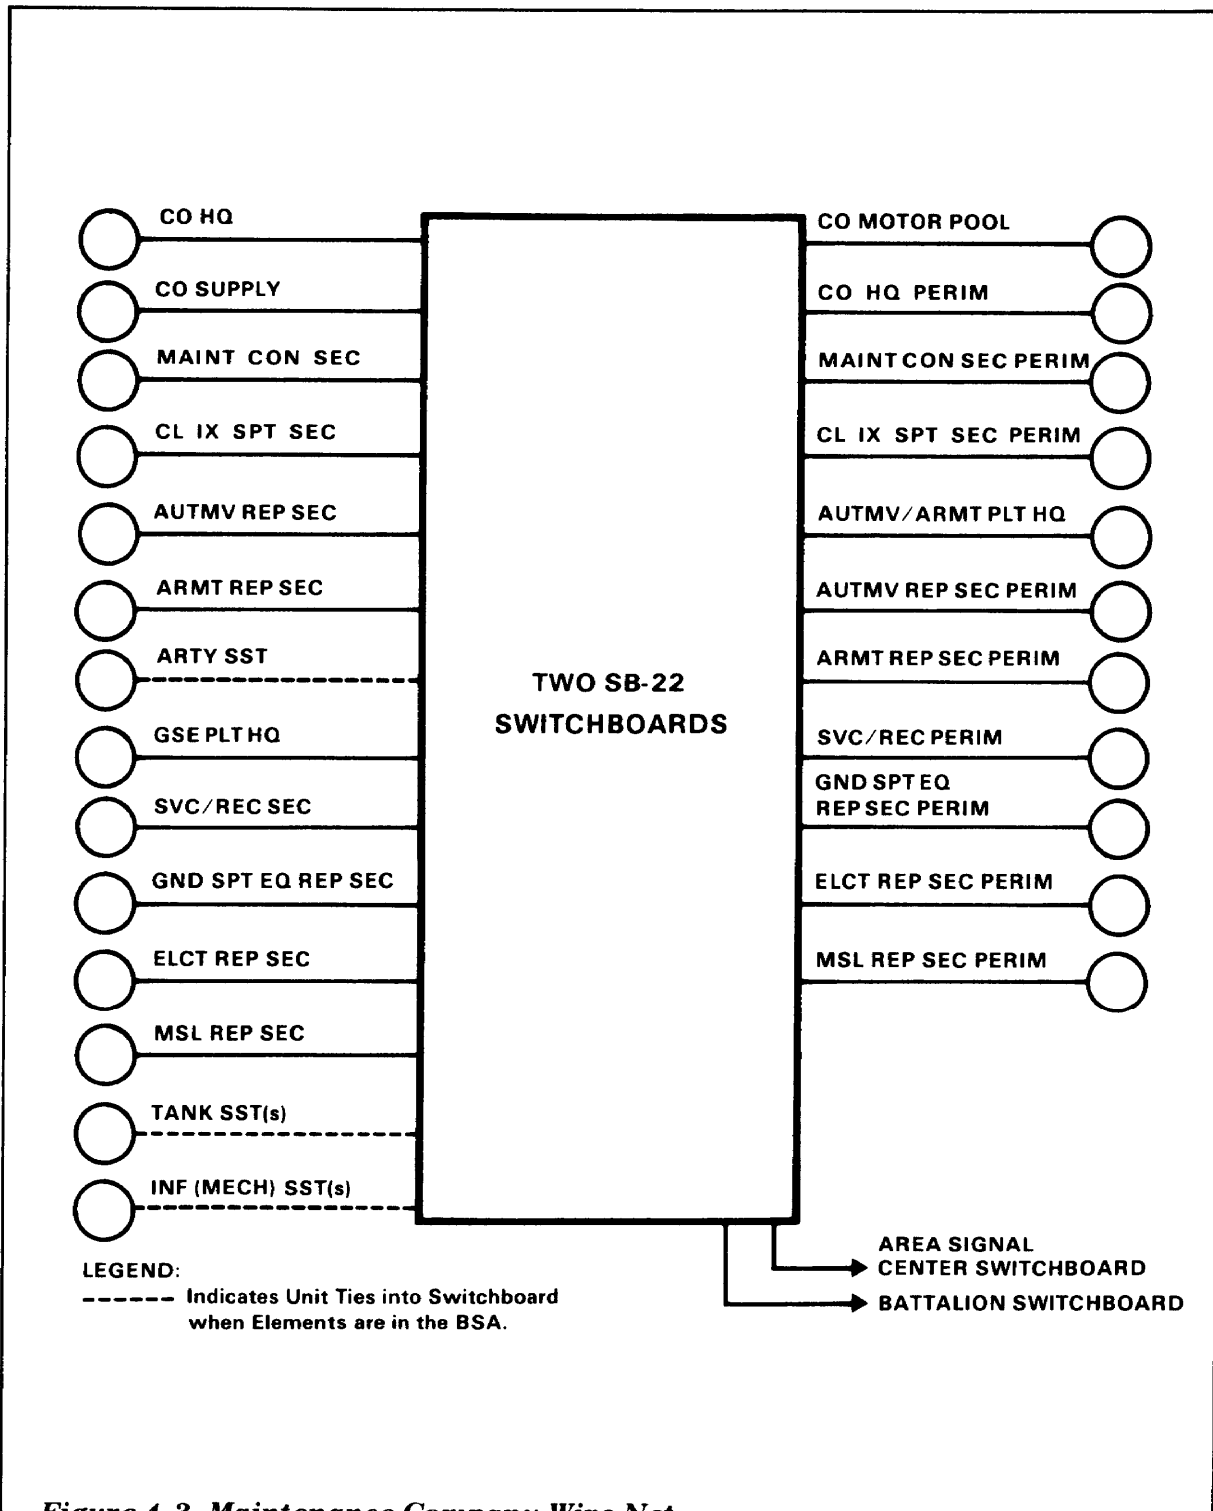 CO HQ
CO SUPPLY
MAINT CON SEC
CL IX SPT SEC
AUTMV REP SEC
ARMT REP SEC
ARTY SST
GSE PLT HQ
SVC/REC SEC
GND SPT EQ REP SEC
ELCT REP SEC
MSL REP SEC
TANK SST(s)
INF (MECH) SST(s)
TWO SB-22
SWITCHBOARDS
CO MOTOR POOL
CO HQ PERIM
MAINT CON SEC PERIM
CL IX SPT SEC PERIM
AUTMV/ARMT PLT HQ
AUTMV REP SEC PERIM
ARMT REP SEC PERIM
SVC/REC PERIM
GND SPT EQ
REP SEC PERIM
ELCT REP SEC PERIM
MSL REP SEC PERIM
AREA SIGNAL
CENTER SWITCHBOARD
BATTALION SWITCHBOARD
LEGEND:
------ Indicates Unit Ties into Switchboard
when Elements are in the BSA.
Figure 4-3. Maintenance Company Wire Net